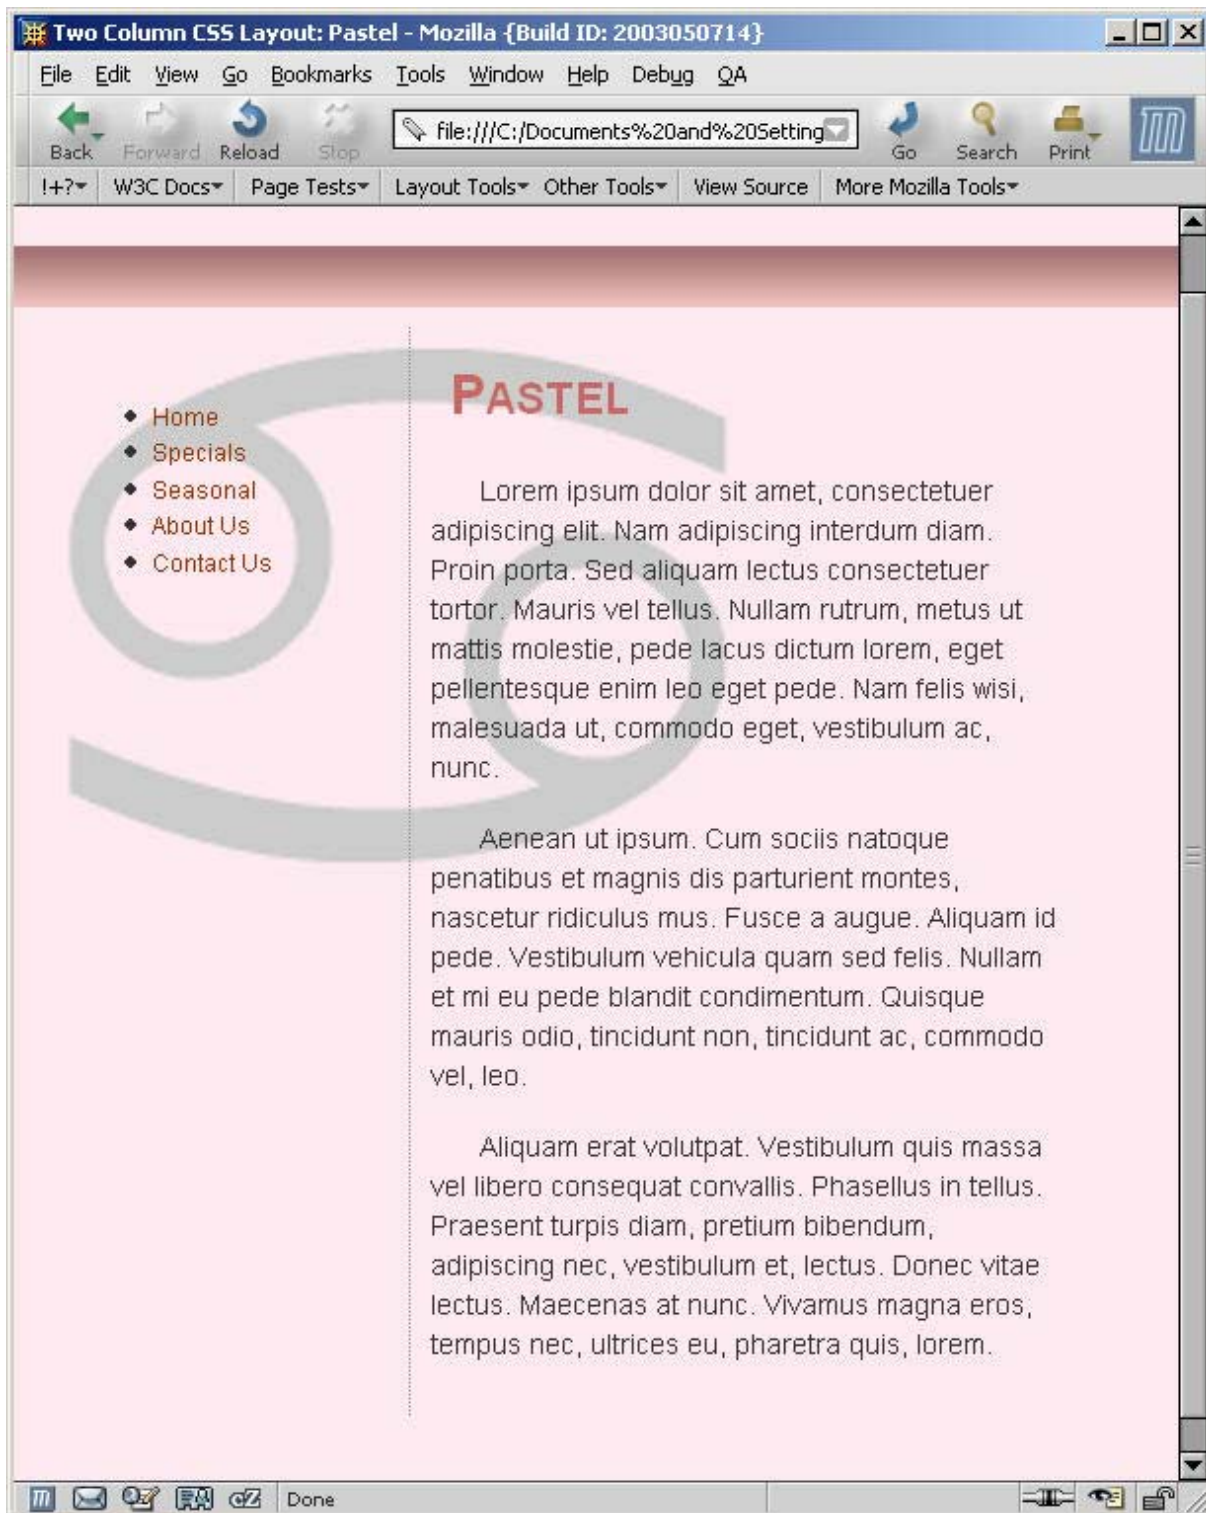 Two Column CSS Layout: Pastel - Mozilla {Build ID: 2003050714}
File Edit View Go Bookmarks Tools Window Help Debug QA
file:///C:/Documents%20and%20Setting
Back Forward Reload Stop Go Search Print
!+? W3C Docs Page Tests Layout Tools Other Tools View Source More Mozilla Tools
Home
Specials
Seasonal
About Us
Contact Us
PASTEL
Lorem ipsum dolor sit amet, consectetuer
adipiscing elit. Nam adipiscing interdum diam.
Proin porta. Sed aliquam lectus consectetuer
tortor. Mauris vel tellus. Nullam rutrum, metus ut
mattis molestie, pede lacus dictum lorem, eget
pellentesque enim leo eget pede. Nam felis wisi,
malesuada ut, commodo eget, vestibulum ac,
nunc.
Aenean ut ipsum. Cum sociis natoque
penatibus et magnis dis parturient montes,
nascetur ridiculus mus. Fusce a augue. Aliquam id
pede. Vestibulum vehicula quam sed felis. Nullam
et mi eu pede blandit condimentum. Quisque
mauris odio, tincidunt non, tincidunt ac, commodo
vel, leo.
Aliquam erat volutpat. Vestibulum quis massa
vel libero consequat convallis. Phasellus in tellus.
Praesent turpis diam, pretium bibendum,
adipiscing nec, vestibulum et, lectus. Donec vitae
lectus. Maecenas at nunc. Vivamus magna eros,
tempus nec, ultrices eu, pharetra quis, lorem.
cZ Done